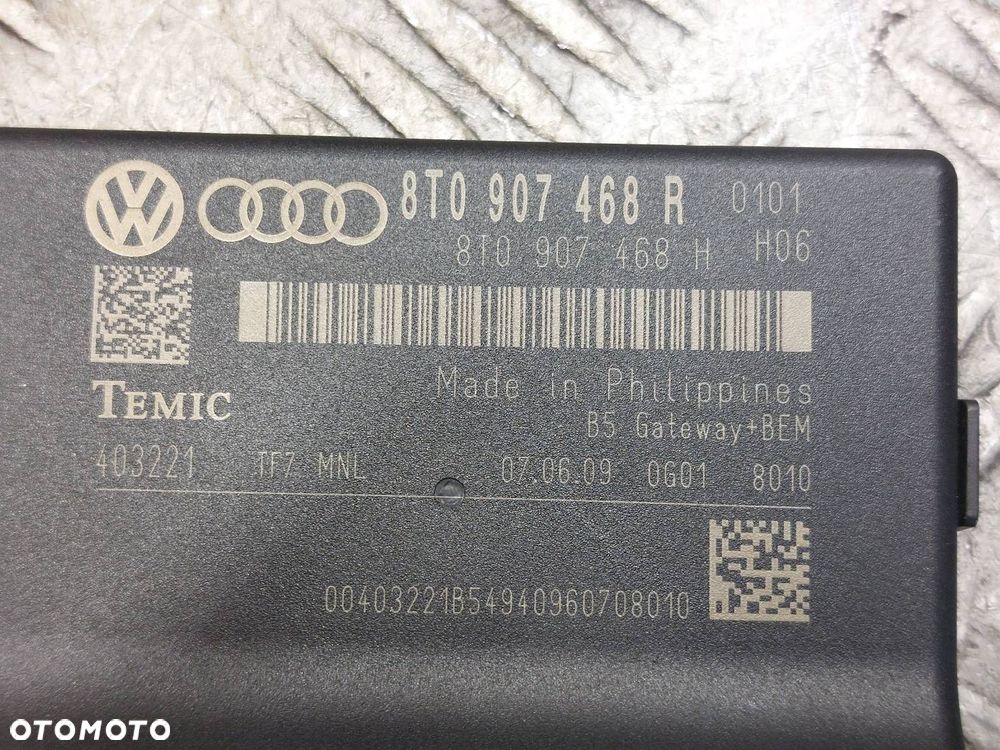 8T0 907 468 R 0101
8T0 907 468 H H06
TEMIC
Made in Philippines
B5 Gateway+BEM
403221 TF7 MNL 07.06.09 0G01 8010
00403221B54940960708010
OTOMOTO